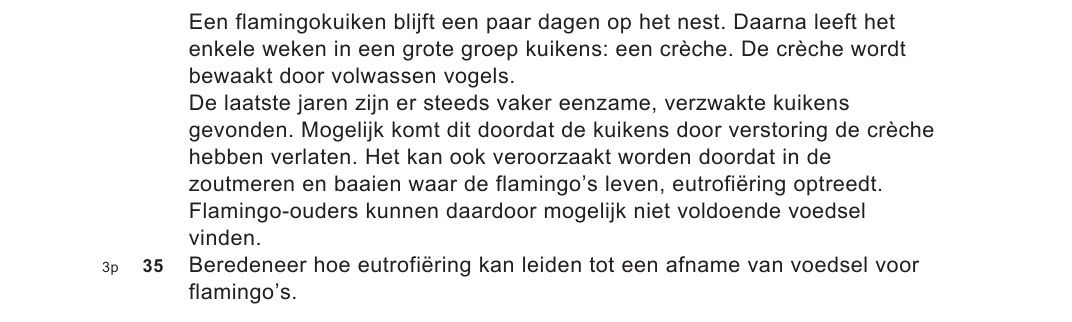 Een flamingokuiken blijft een paar dagen op het nest. Daarna leeft het
enkele weken in een grote groep kuikens: een crèche. De crèche wordt
bewaakt door volwassen vogels.
De laatste jaren zijn er steeds vaker eenzame, verzwakte kuikens
gevonden. Mogelijk komt dit doordat de kuikens door verstoring de crèche
hebben verlaten. Het kan ook veroorzaakt worden doordat in de
zoutmeren en baaien waar de flamingo’s leven, eutrofiëring optreedt.
Flamingo-ouders kunnen daardoor mogelijk niet voldoende voedsel
vinden.
3p 35 Beredeneer hoe eutrofiëring kan leiden tot een afname van voedsel voor
flamingo’s.